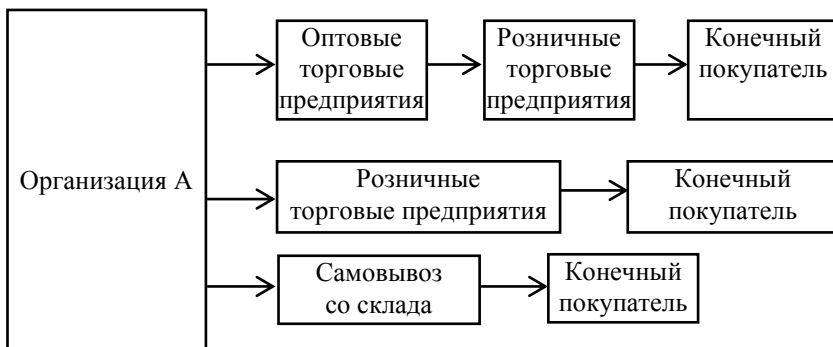 Оптовые
торговые
предприятия
Розничные
торговые
предприятия
Конечный
покупатель
Организация А
Розничные
торговые предприятия
Конечный
покупатель
Самовывоз
со склада
Конечный
покупатель